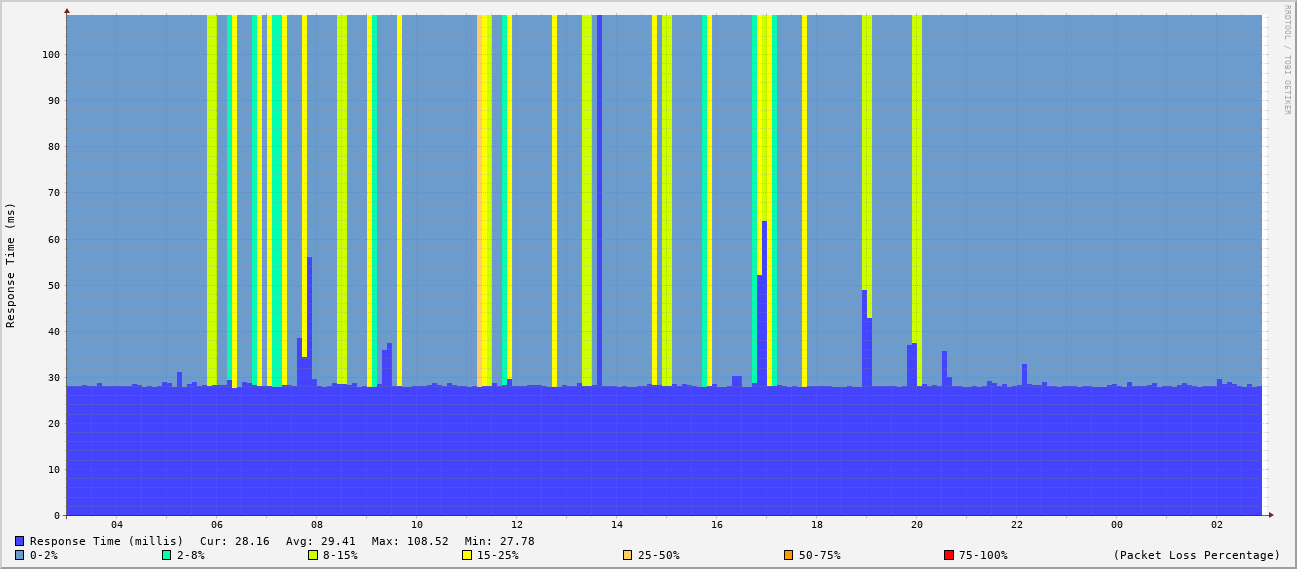 RRDTOOL / TOBI OETIKER
Response Time (ms)
100
90
80
70
60
50
40
30
20
10
0
04 06 08 10 12 14 16 18 20 22 00 02
Response Time (millis) Cur: 28.16 Avg: 29.41 Max: 108.52 Min: 27.78
0-2% 2-8% 8-15% 15-25% 25-50% 50-75% 75-100% (Packet Loss Percentage)